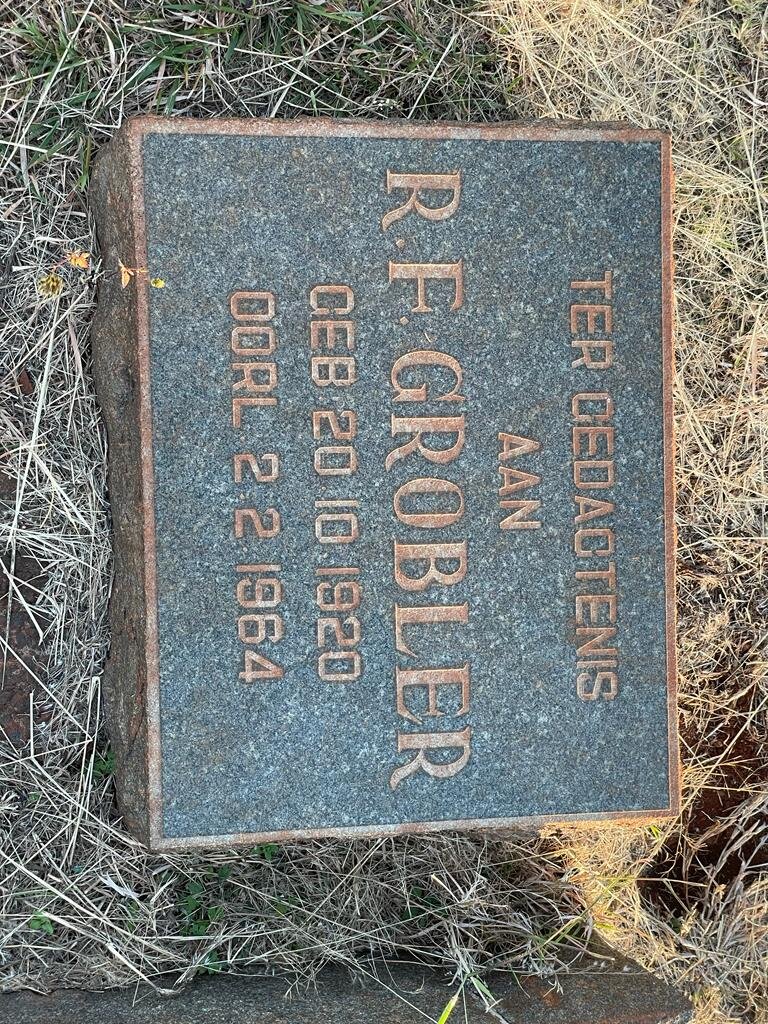 TER GEDAGTENIS
AAN
R. F. GROBLER
GEB. 20. 10. 1920
OORL. 2. 2. 1964